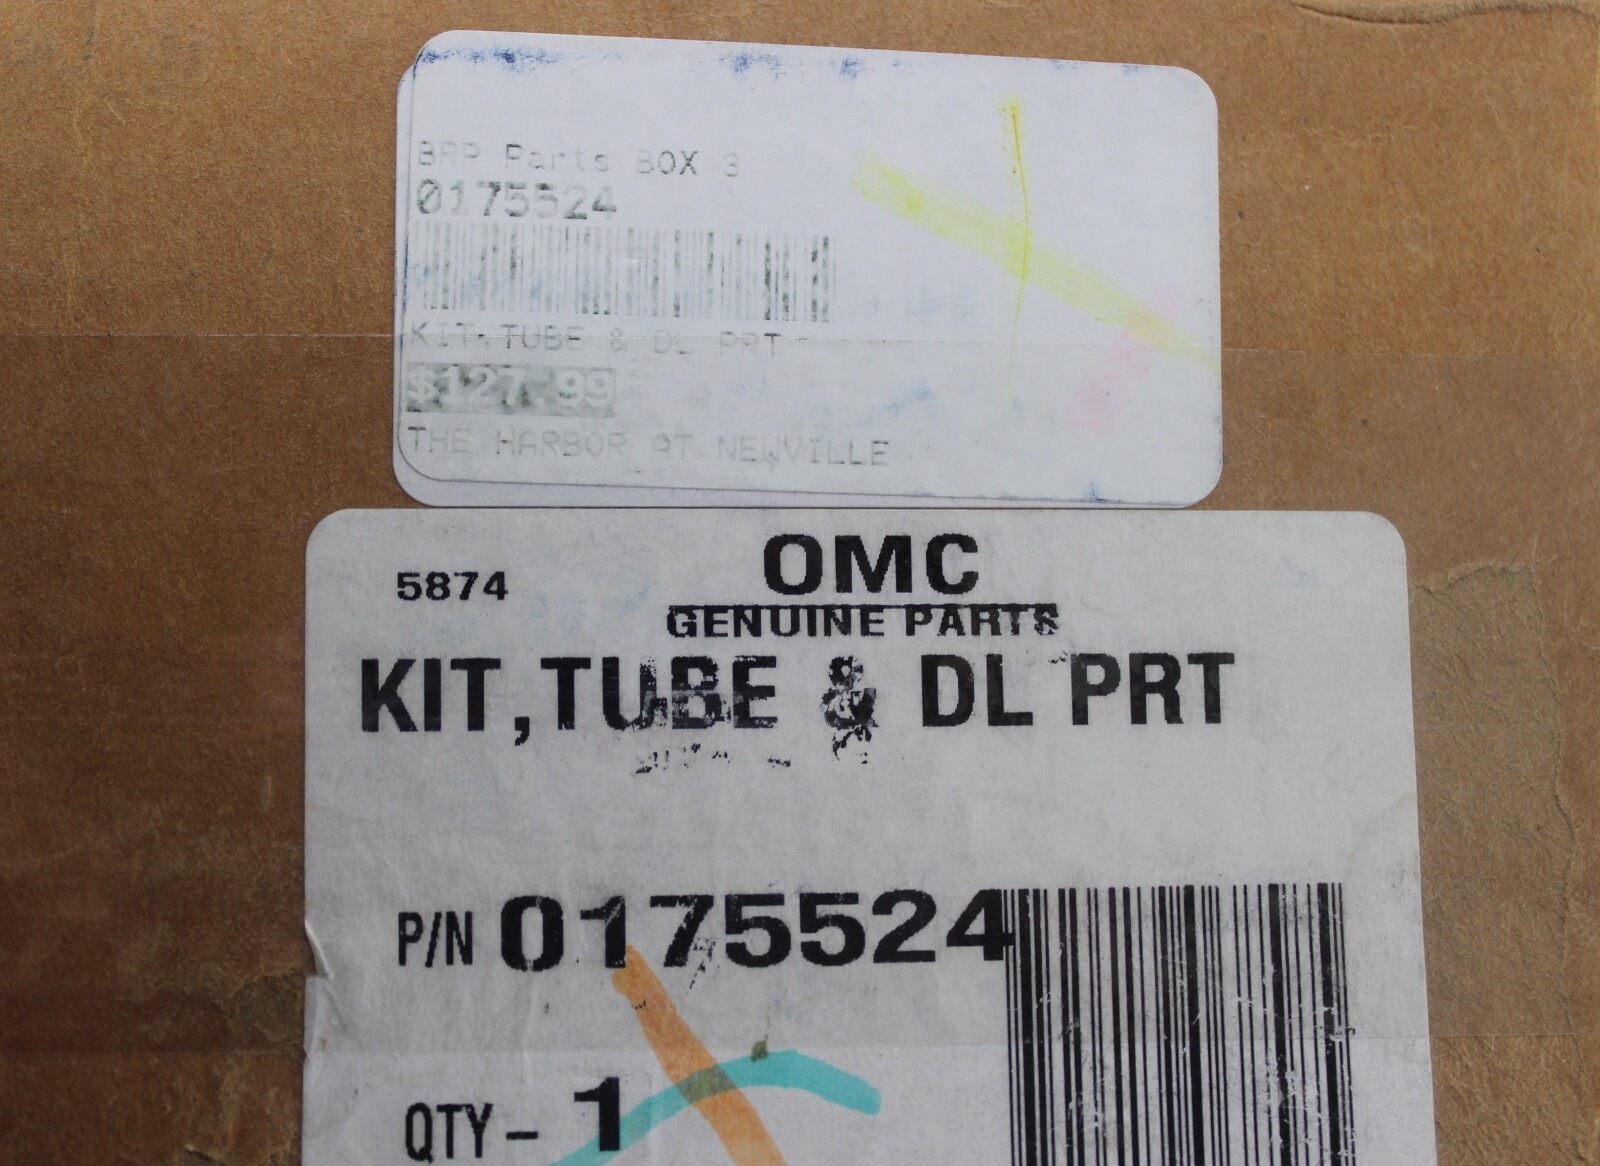 BRP Parts BOX 3
0175524
KIT,TUBE & DL PRT
$127.99
THE HARBOR AT NEWVILLE
5874
OMC
GENUINE PARTS
KIT,TUBE & DL PRT
P/N 0175524
QTY - 1